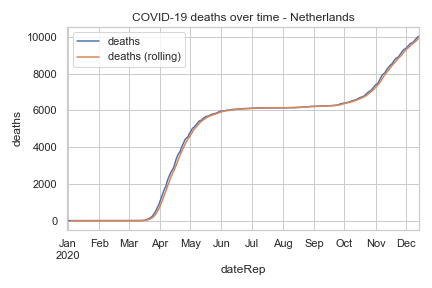 COVID-19 deaths over time - Netherlands
deaths
deaths (rolling)
10000
8000
6000
4000
2000
0
deaths
Jan Feb Mar Apr May Jun Jul Aug Sep Oct Nov Dec
2020
dateRep